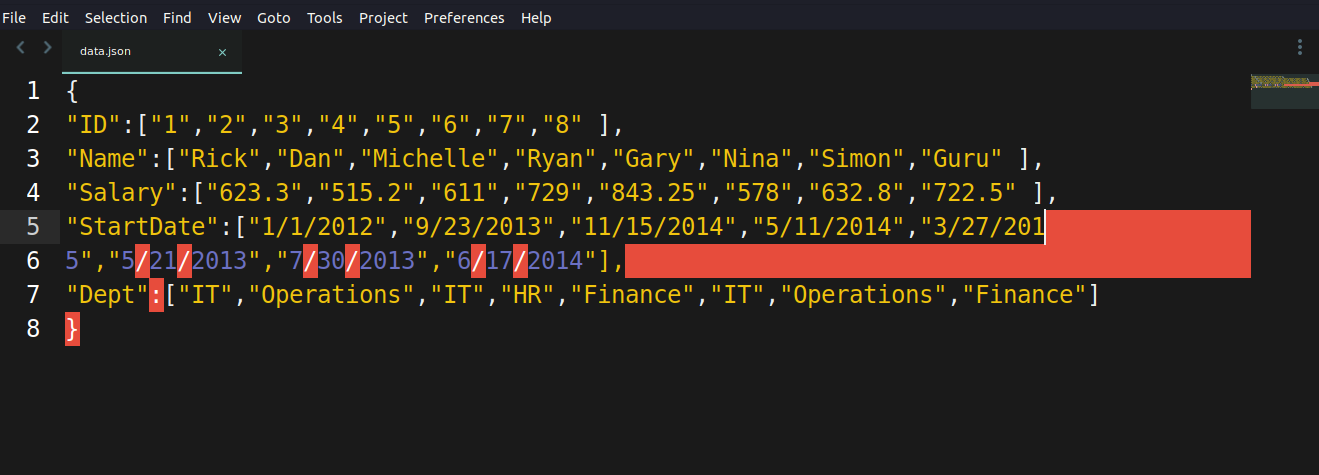 File Edit Selection Find View Goto Tools Project Preferences Help
data.json ×
1 {
2 "ID":["1","2","3","4","5","6","7","8" ],
3 "Name":["Rick","Dan","Michelle","Ryan","Gary","Nina","Simon","Guru" ],
4 "Salary":["623.3","515.2","611","729","843.25","578","632.8","722.5" ],
5 "StartDate":["1/1/2012","9/23/2013","11/15/2014","5/11/2014","3/27/201
6 5","5/21/2013","7/30/2013","6/17/2014"],
7 "Dept":["IT","Operations","IT","HR","Finance","IT","Operations","Finance"]
8 }